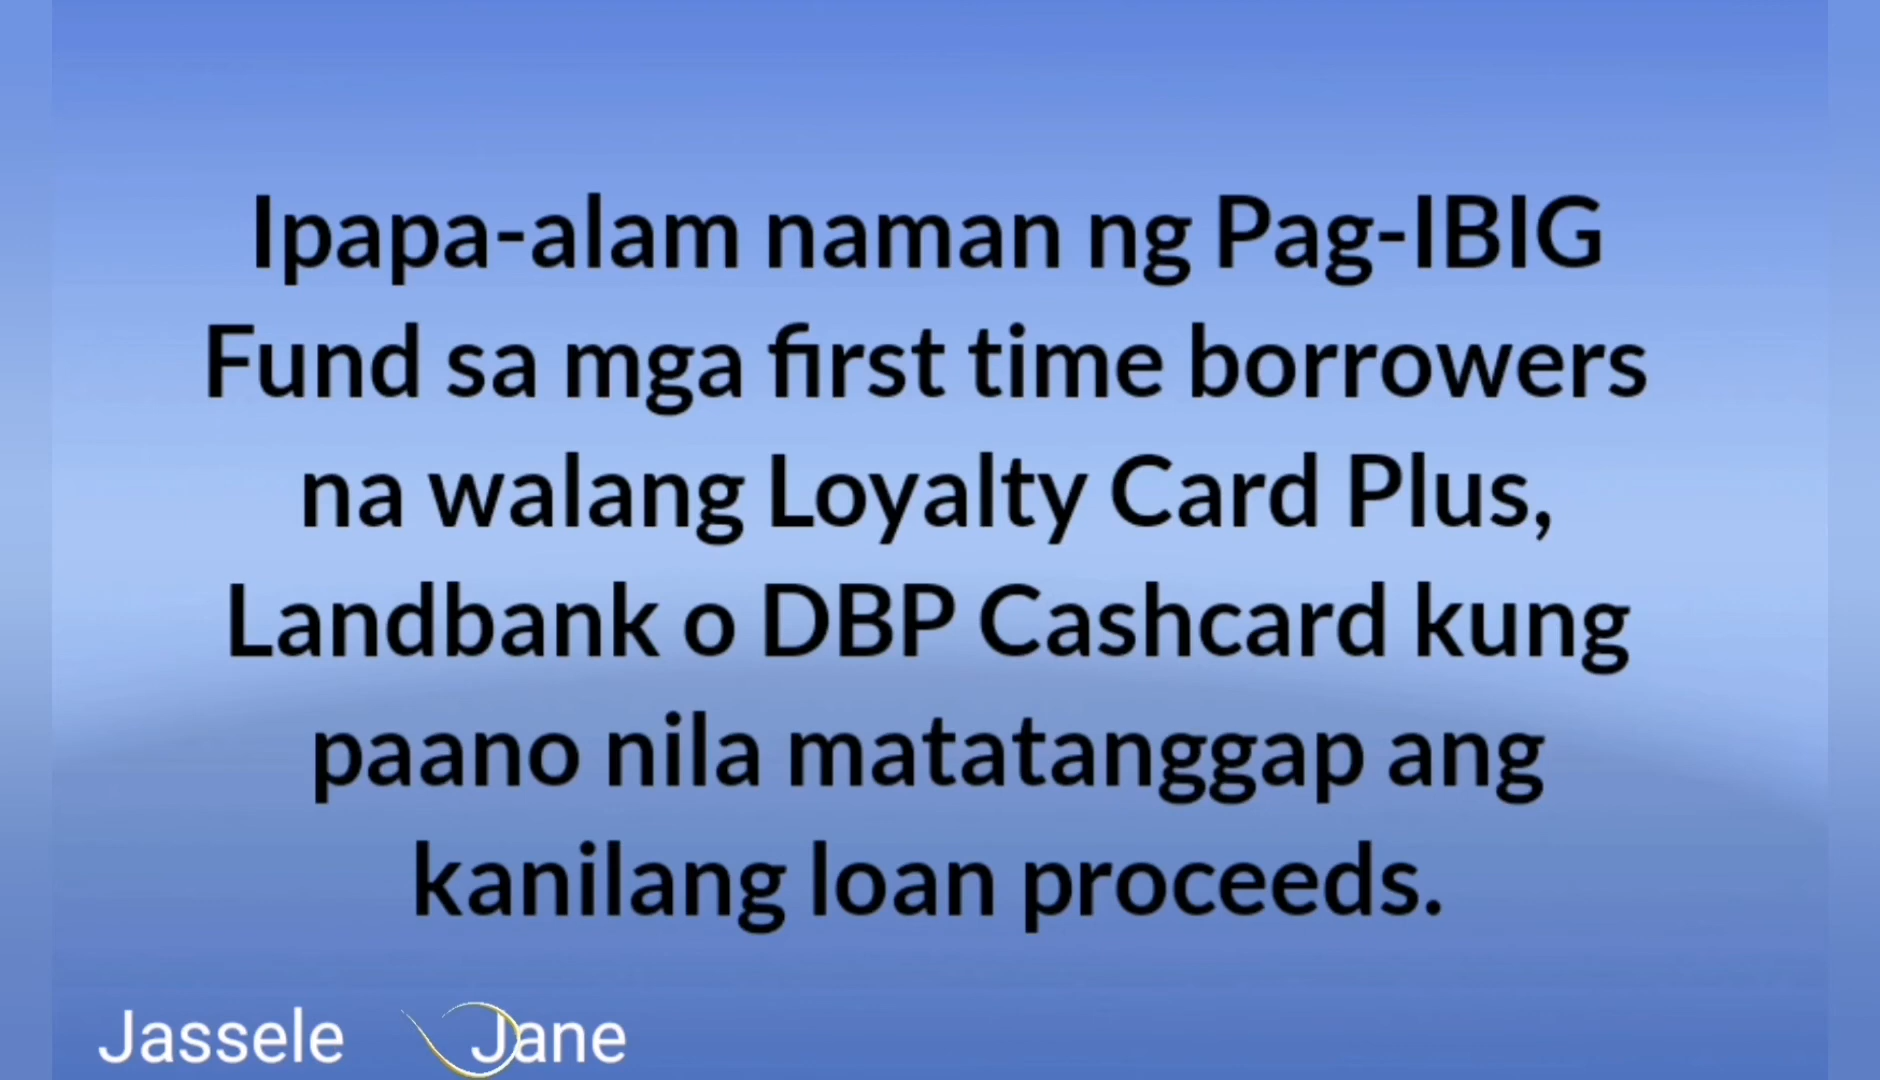 Ipapa-alam naman ng Pag-IBIG
Fund sa mga first time borrowers
na walang Loyalty Card Plus,
Landbank o DBP Cashcard kung
paano nila matatanggap ang
kanilang loan proceeds.
Jassele Jane